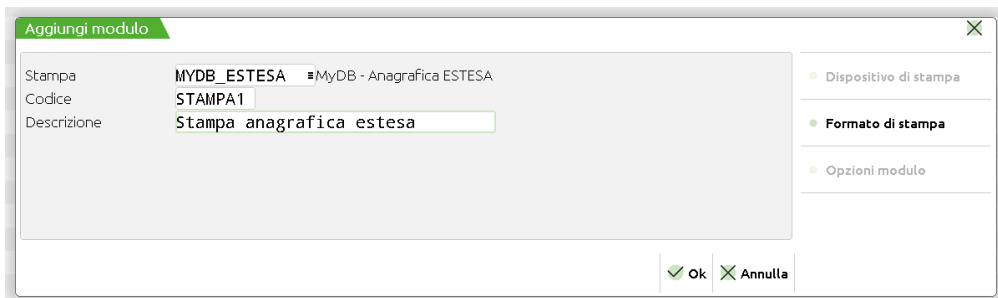 Aggiungi modulo
Stampa MYDB_ESTESA MyDB - Anagrafica ESTESA
Codice STAMPA1
Descrizione Stampa anagrafica estesa
Dispositivo di stampa
Formato di stampa
Opzioni modulo
Ok Annulla